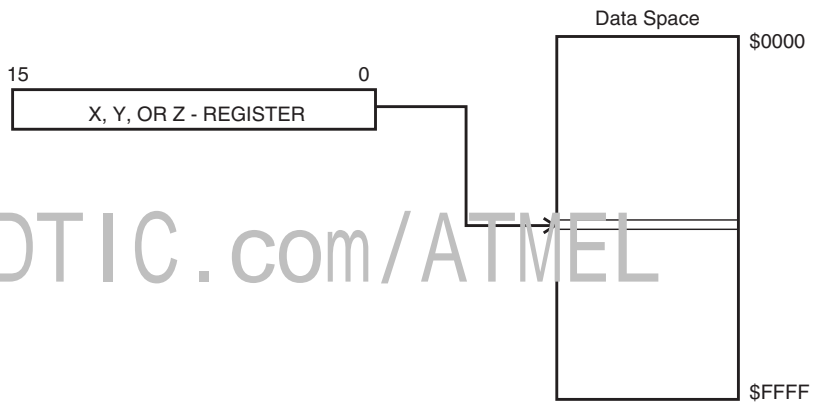 Data Space
$0000
15 0
X, Y, OR Z - REGISTER
DTIC.com/ATMEL
$FFFF